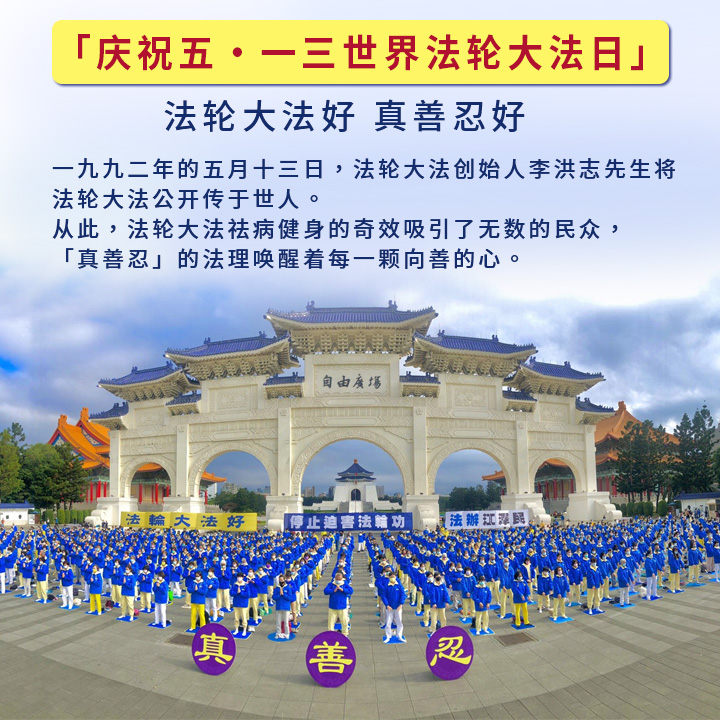 「庆祝五·一三世界法轮大法日」
法轮大法好 真善忍好
一九九二年的五月十三日，法轮大法创始人李洪志先生将
法轮大法公开传于世人。
从此，法轮大法祛病健身的奇效吸引了无数的民众，
「真善忍」的法理唤醒着每一颗向善的心。
自由廣場
法輪大法好
停止迫害法輪功
法辦江澤民
真
善
忍